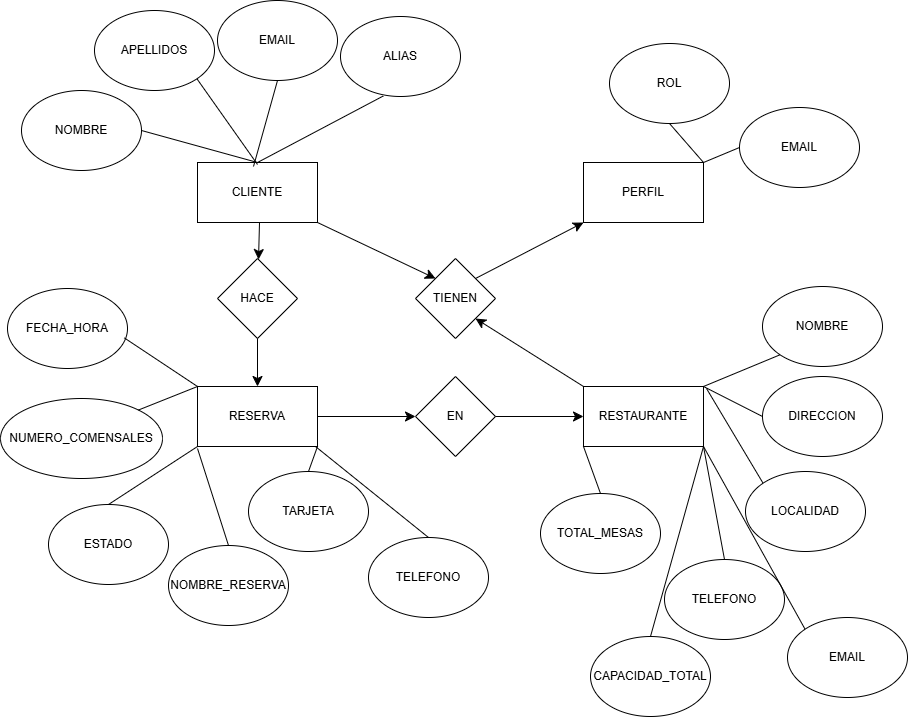 EMAIL
APELLIDOS
ALIAS
NOMBRE
ROL
EMAIL
CLIENTE
PERFIL
HACE
TIENEN
FECHA_HORA
NOMBRE
NUMERO_COMENSALES
RESERVA
EN
RESTAURANTE
DIRECCION
ESTADO
TARJETA
TOTAL_MESAS
LOCALIDAD
NOMBRE_RESERVA
TELEFONO
TELEFONO
CAPACIDAD_TOTAL
EMAIL